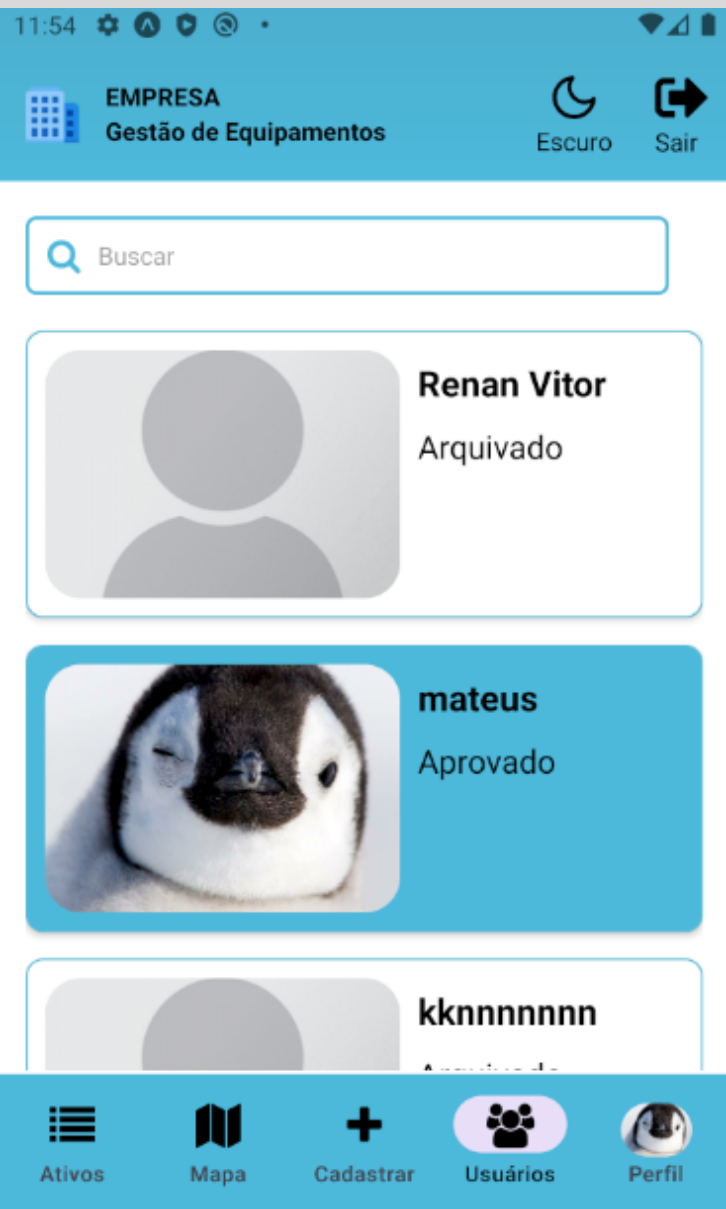 11:54
EMPRESA
Gestão de Equipamentos
Escuro
Sair
Buscar
Renan Vitor
Arquivado
mateus
Aprovado
kknnnnnnn
Ativos
Mapa
Cadastrar
Usuários
Perfil